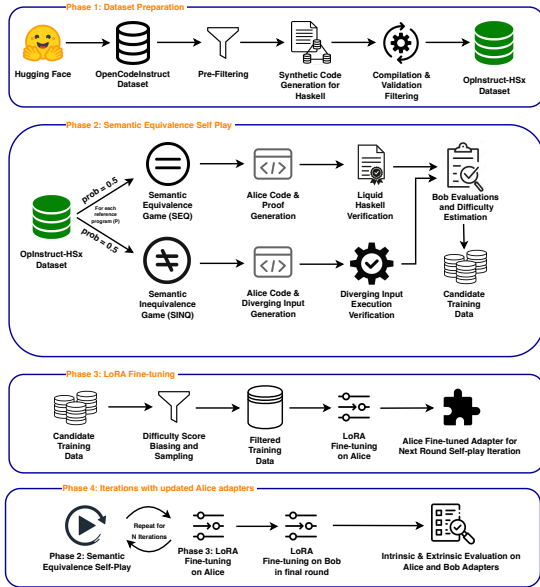 Phase 1: Dataset Preparation
Hugging Face
OpenCodeInstruct
Dataset
Pre-Filtering
Synthetic Code
Generation for
Haskell
Compilation &
Validation
Filtering
OpInstruct-HSx
Dataset
Phase 2: Semantic Equivalence Self Play
prob = 0.5
For each
reference
program (P)
prob = 0.5
OpInstruct-HSx
Dataset
Semantic
Equivalence
Game (SEQ)
Alice Code &
Proof
Generation
Liquid
Haskell
Verification
Bob Evaluations
and Difficulty
Estimation
Semantic
Inequivalence
Game (SINQ)
Alice Code &
Diverging Input
Generation
Diverging Input
Execution
Verification
Candidate
Training
Data
Phase 3: LoRA Fine-tuning
Candidate
Training
Data
Difficulty Score
Biasing and
Sampling
Filtered
Training
Data
LoRA
Fine-tuning
on Alice
Alice Fine-tuned Adapter for
Next Round Self-play Iteration
Phase 4: Iterations with updated Alice adapters
Repeat for
N Iterations
Phase 2: Semantic
Equivalence Self-Play
Phase 3: LoRA
Fine-tuning
on Alice
LoRA
Fine-tuning on Bob
in final round
Intrinsic & Extrinsic Evaluation on
Alice and Bob Adapters